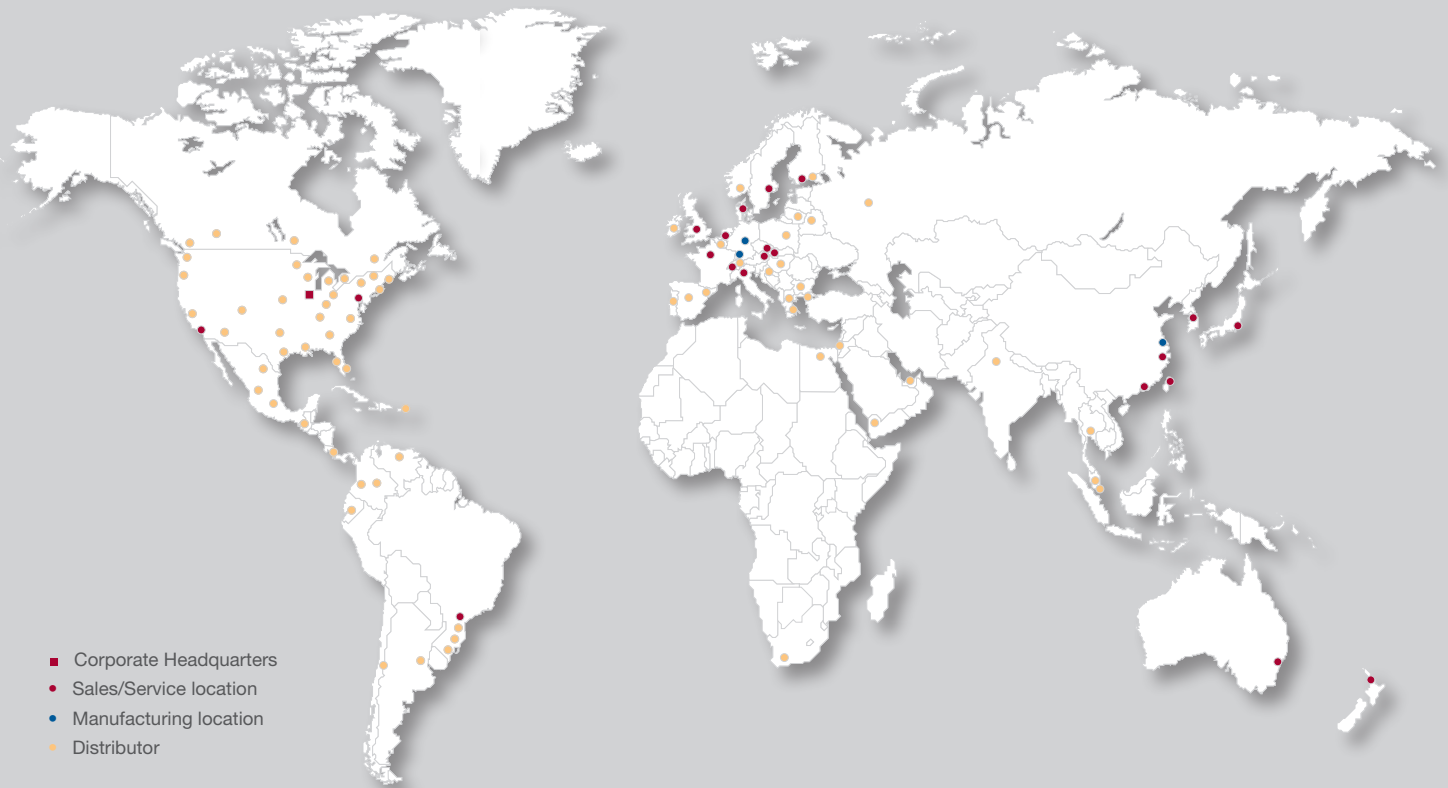 Corporate Headquarters
Sales/Service location
Manufacturing location
Distributor